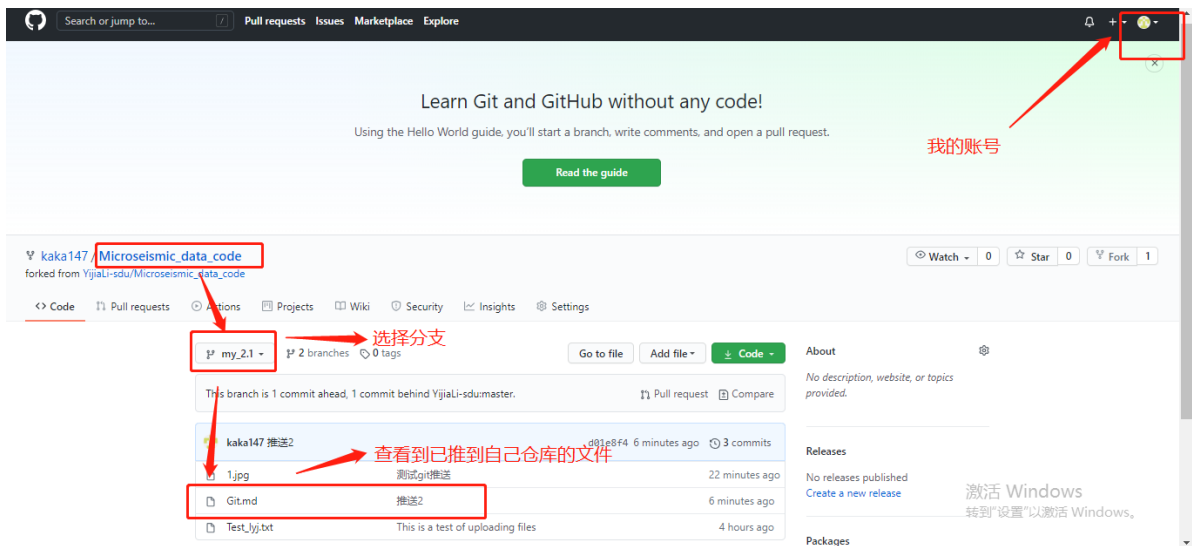 Search or jump to... /
Pull requests Issues Marketplace Explore
Learn Git and GitHub without any code!
Using the Hello World guide, you'll start a branch, write comments, and open a pull request.
Read the guide
我的账号
kaka147 / Microseismic_data_code
forked from YijiaLi-sdu/Microseismic_data_code
Watch 0 Star 0 Fork 1
<> Code Pull requests Actions Projects Wiki Security Insights Settings
选择分支
my_2.1 2 branches 0 tags Go to file Add file Code
This branch is 1 commit ahead, 1 commit behind YijiaLi-sdu:master. Pull request Compare
kaka147 推送2 d01e8f4 6 minutes ago 3 commits
查看到已推到自己仓库的文件
1.jpg 测试git推送 22 minutes ago
Git.md 推送2 6 minutes ago
Test_lyj.txt This is a test of uploading files 4 hours ago
About
No description, website, or topics
provided.
Releases
No releases published
Create a new release
Packages
激活 Windows
转到"设置"以激活 Windows。